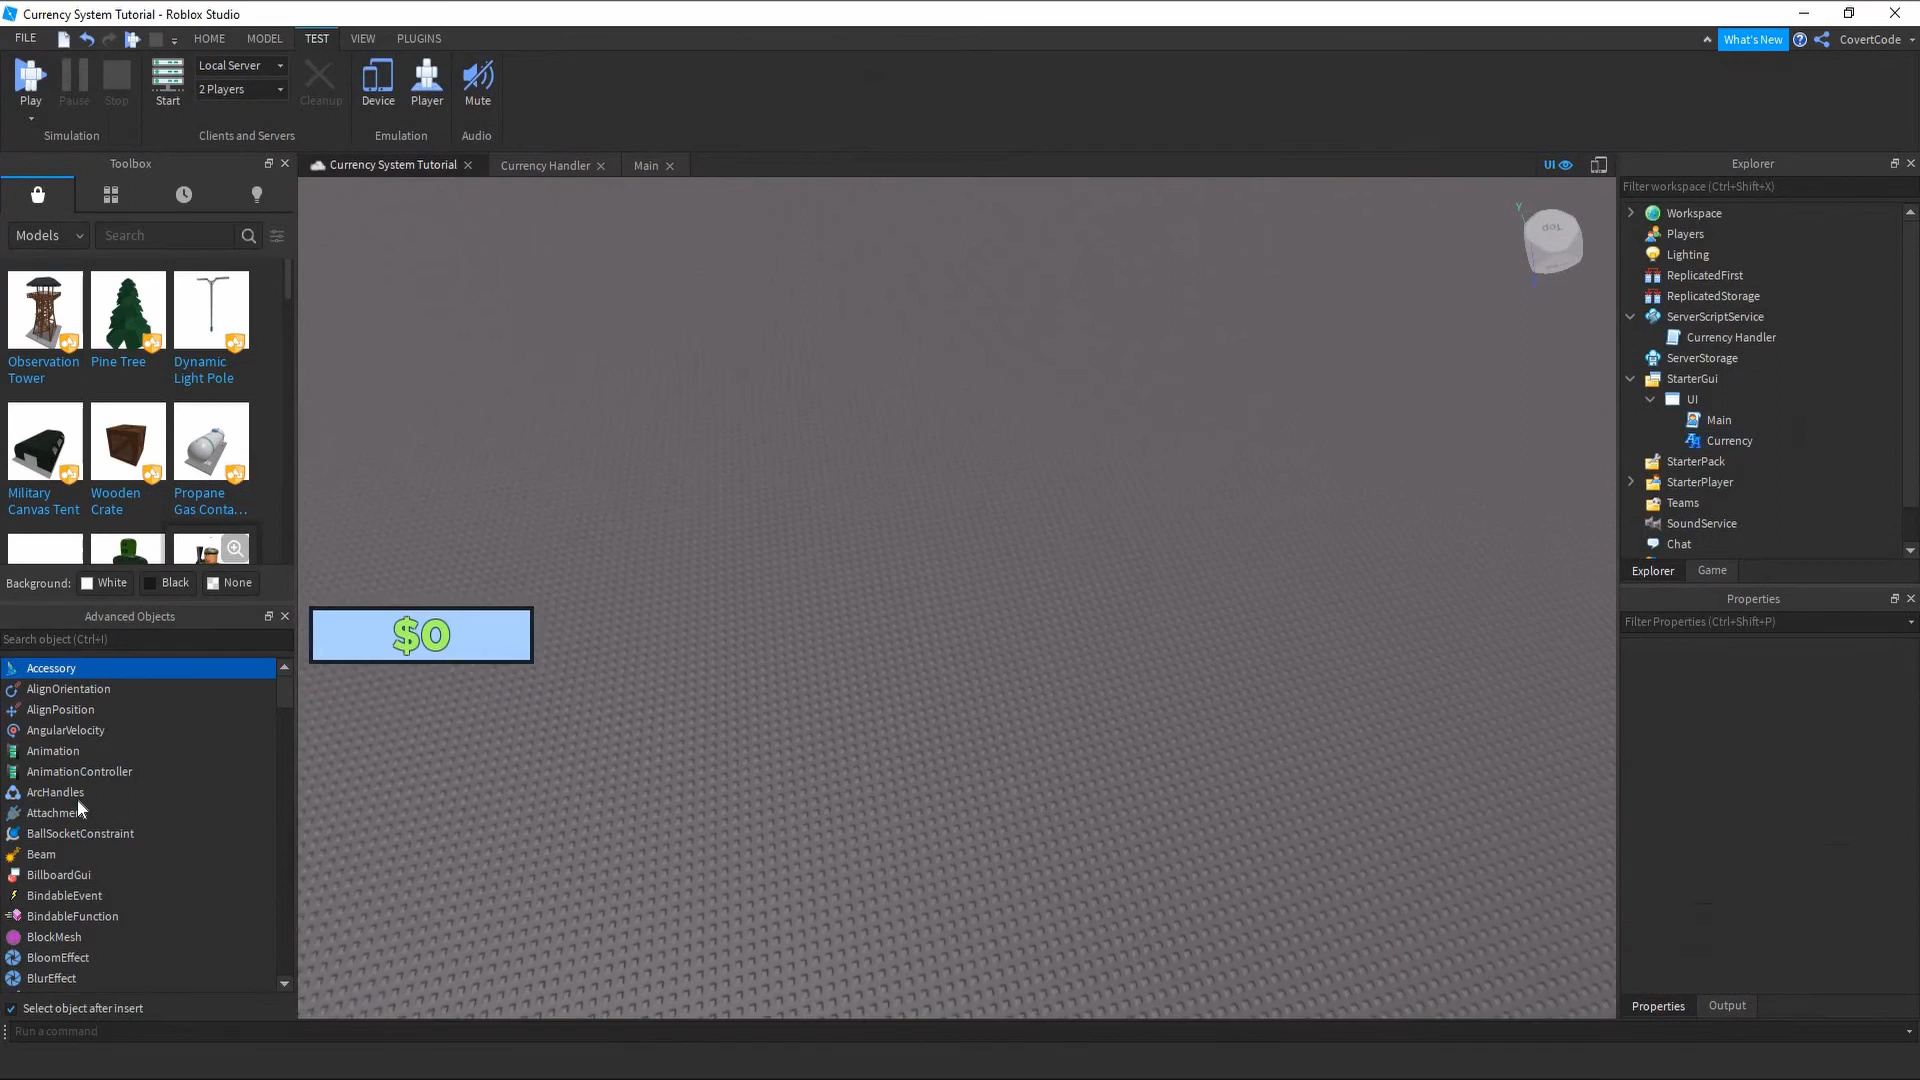 Currency System Tutorial - Roblox Studio
FILE HOME MODEL TEST VIEW PLUGINS What's New CovertCode
Play Pause Stop Start Local Server 2 Players Cleanup Device Player Mute
Simulation Clients and Servers Emulation Audio
Toolbox
Models Search
Observation Tower
Pine Tree
Dynamic Light Pole
Military Canvas Tent
Wooden Crate
Propane Gas Conta...
Background: White Black None
Advanced Objects
Search object (Ctrl+I)
Accessory
AlignOrientation
AlignPosition
AngularVelocity
Animation
AnimationController
ArcHandles
BallSocketConstraint
Beam
BillboardGui
BindableEvent
BindableFunction
BlockMesh
BloomEffect
BlurEffect
Select object after insert
Run a command
Currency System Tutorial Currency Handler Main UI
Y
Top
$0
Explorer
Filter workspace (Ctrl+Shift+X)
Workspace
Players
Lighting
ReplicatedFirst
ReplicatedStorage
ServerScriptService
Currency Handler
ServerStorage
StarterGui
UI
Main
Currency
StarterPack
StarterPlayer
Teams
SoundService
Chat
Explorer Game
Properties
Filter Properties (Ctrl+Shift+P)
Properties Output